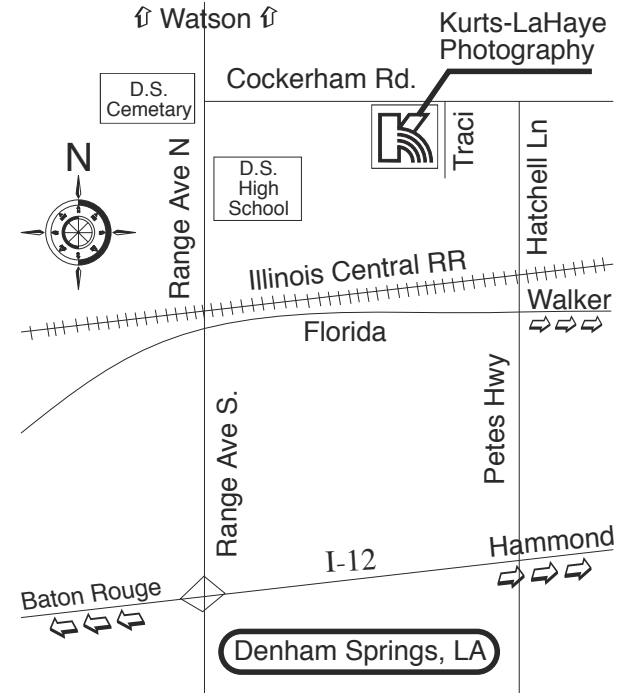 Watson
Kurts-LaHaye
Photography
Cockerham Rd.
D.S.
Cemetary
Traci
Hatchell Ln
N
Range Ave N
D.S.
High
School
Illinois Central RR
Walker
Florida
Petes Hwy
Range Ave S.
I-12
Hammond
Baton Rouge
Denham Springs, LA